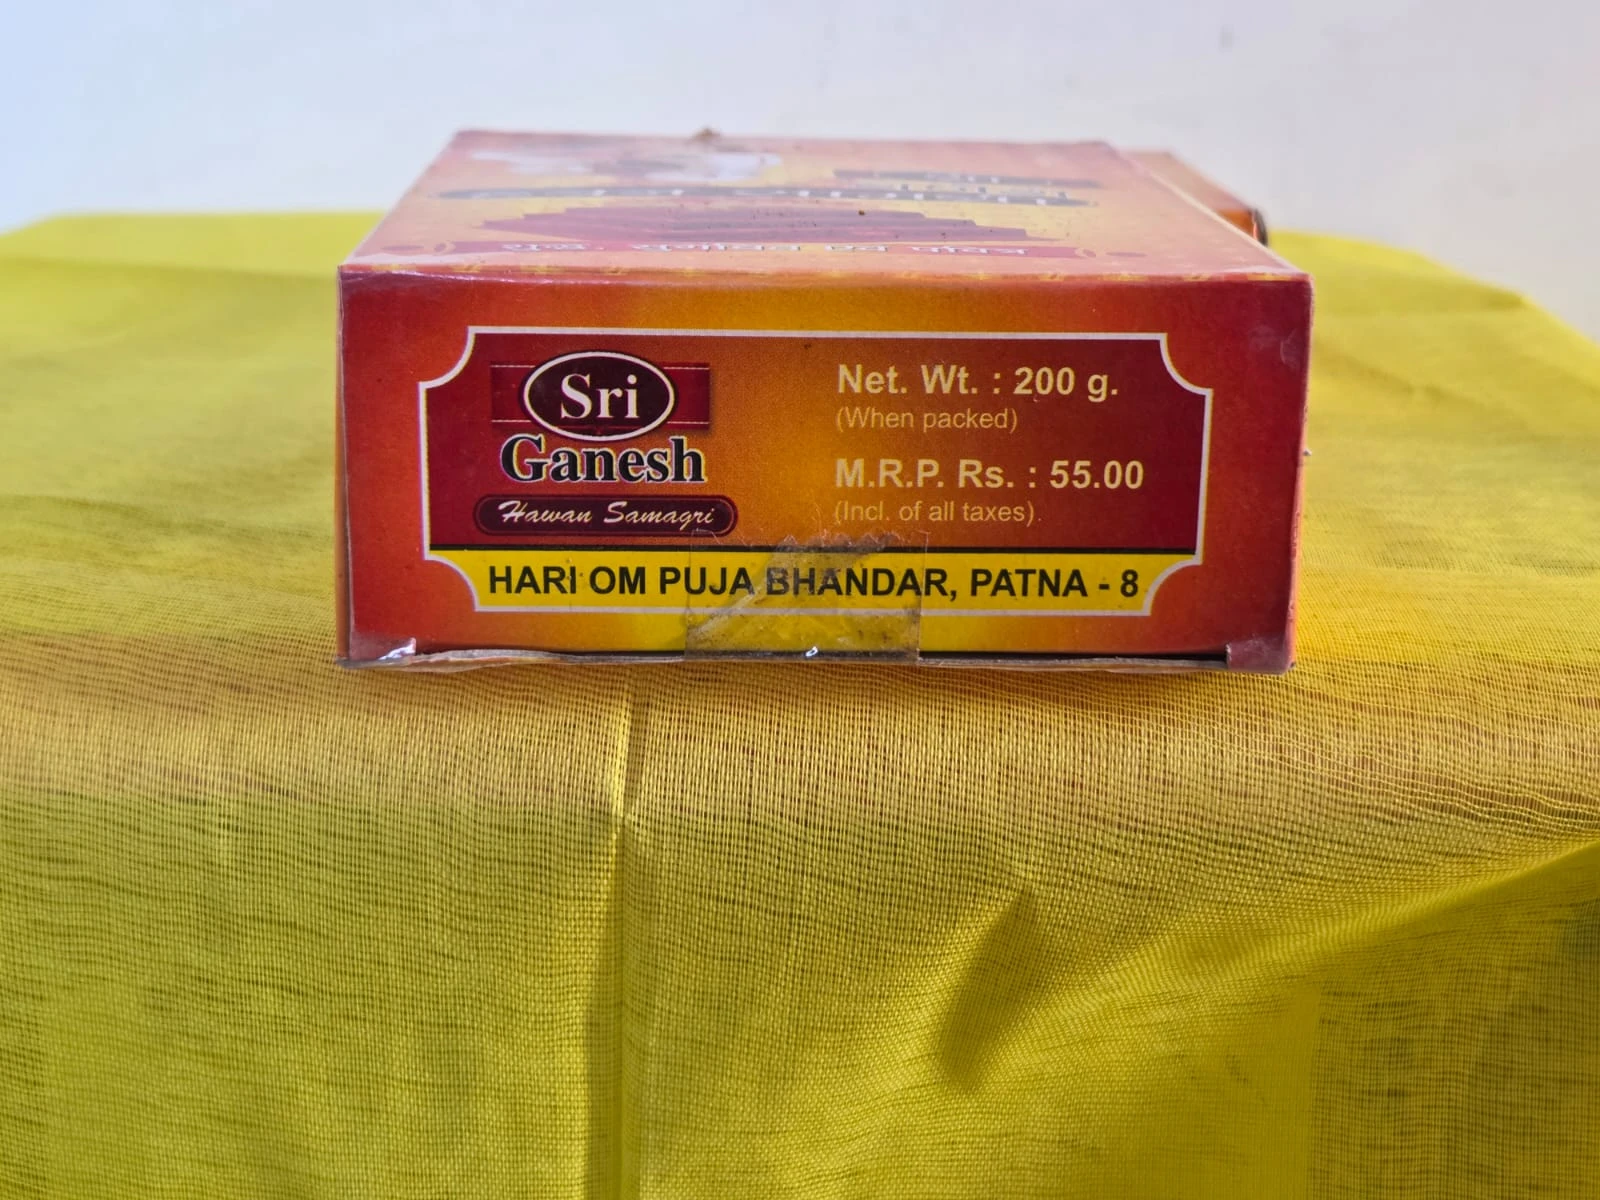 Sri
Ganesh
Hawan Samagri
Net. Wt. : 200 g.
(When packed)
M.R.P. Rs. : 55.00
(Incl. of all taxes).
HARI OM PUJA BHANDAR, PATNA - 8